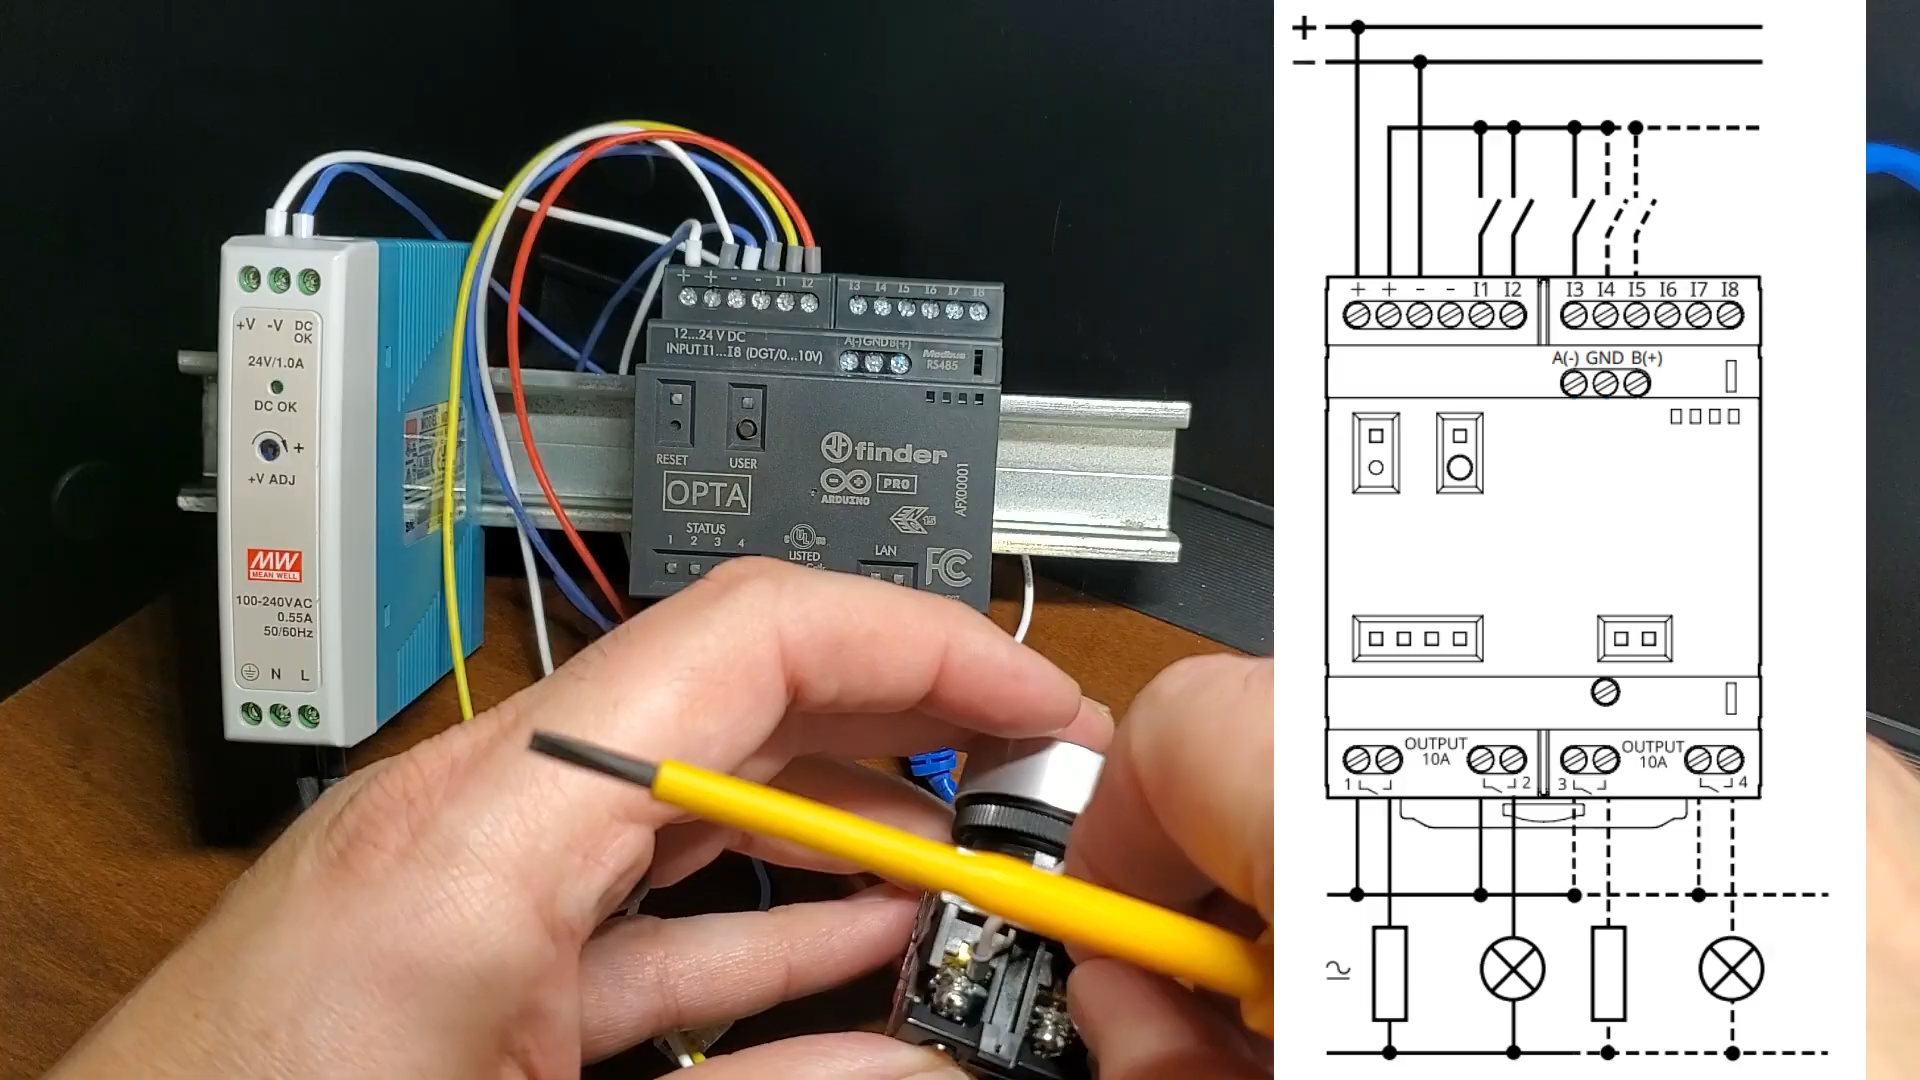 +V -V DC OK
24V/1.0A
DC OK
+
+V ADJ
MW
MEAN WELL
100-240VAC
0.55A
50/60Hz
N L
+ + - - I1 I2
I3 I4 I5 I6 I7 I8
12...24 V DC
INPUT I1...I8 (DGT/0...10V)
A(-) GND B(+)
Modbus
RS485
RESET
USER
finder
ARDUINO
PRO
OPTA
AFX00001
STATUS
1 2 3 4
UL
LISTED
LAN
FC
+
−
+ + - - I1 I2
I3 I4 I5 I6 I7 I8
A(-) GND B(+)
OUTPUT
10A
1 2
OUTPUT
10A
3 4